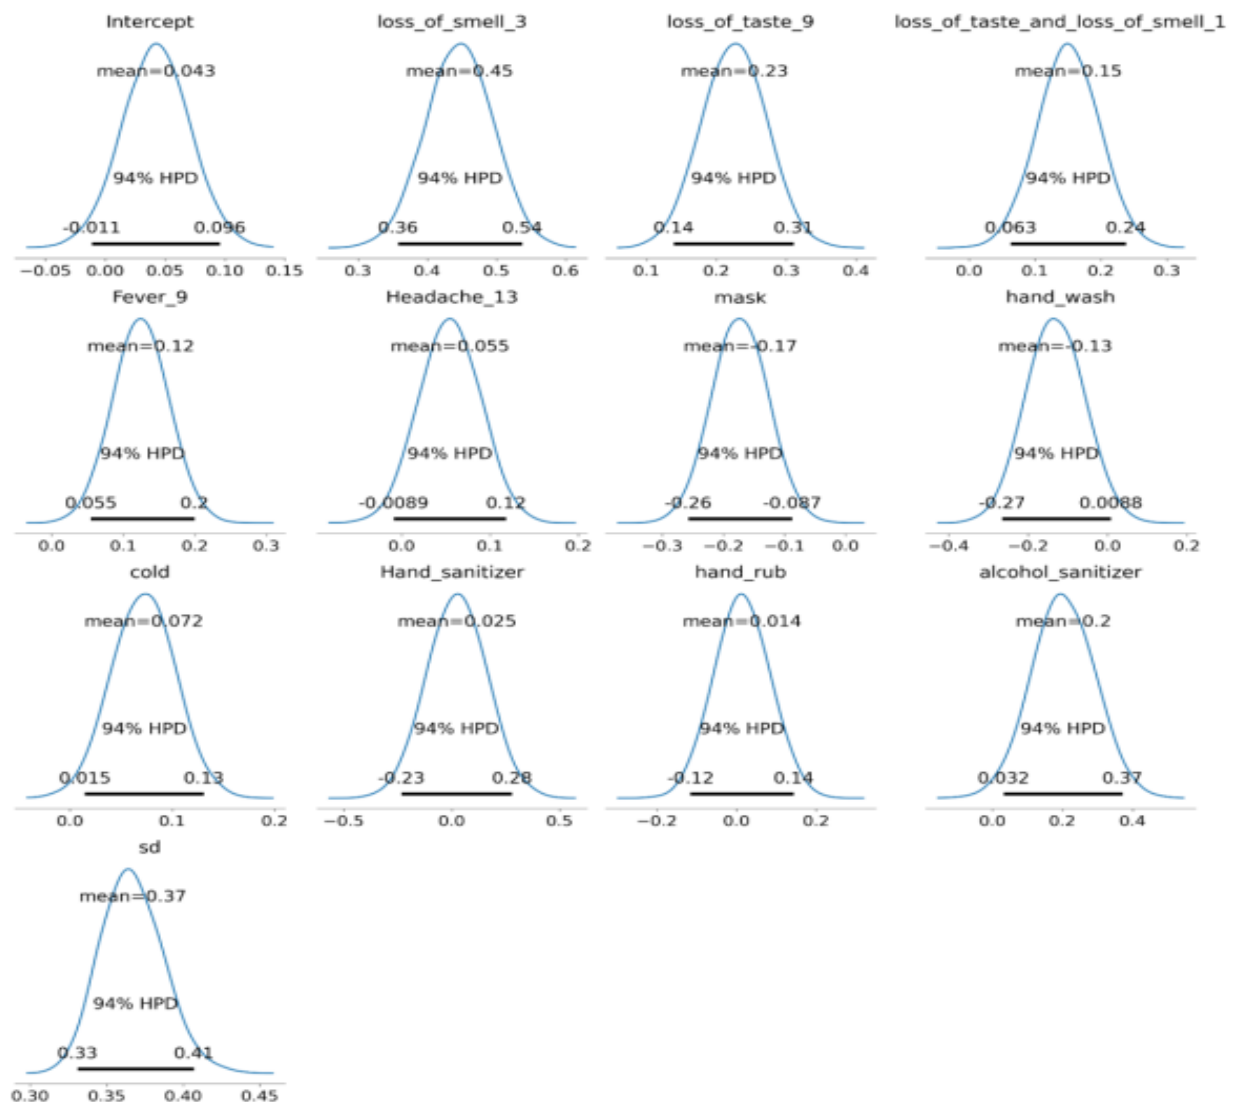 Intercept loss_of_smell_3 loss_of_taste_9 loss_of_taste_and_loss_of_smell_1
mean=0.043 mean=0.45 mean=0.23 mean=0.15
94% HPD 94% HPD 94% HPD 94% HPD
-0.011 0.096 0.36 0.54 0.14 0.31 0.063 0.24
−0.05 0.00 0.05 0.10 0.15 0.3 0.4 0.5 0.6 0.1 0.2 0.3 0.4 0.0 0.1 0.2 0.3
Fever_9 Headache_13 mask hand_wash
mean=0.12 mean=0.055 mean=-0.17 mean=-0.13
94% HPD 94% HPD 94% HPD 94% HPD
0.055 0.2 -0.0089 0.12 -0.26 -0.087 -0.27 0.0088
0.0 0.1 0.2 0.3 0.0 0.1 0.2 −0.3 −0.2 −0.1 0.0 −0.4 −0.2 0.0 0.2
cold Hand_sanitizer hand_rub alcohol_sanitizer
mean=0.072 mean=0.025 mean=0.014 mean=0.2
94% HPD 94% HPD 94% HPD 94% HPD
0.015 0.13 -0.23 0.28 -0.12 0.14 0.032 0.37
0.0 0.1 0.2 −0.5 0.0 0.5 −0.2 0.0 0.2 0.0 0.2 0.4
sd
mean=0.37
94% HPD
0.33 0.41
0.30 0.35 0.40 0.45